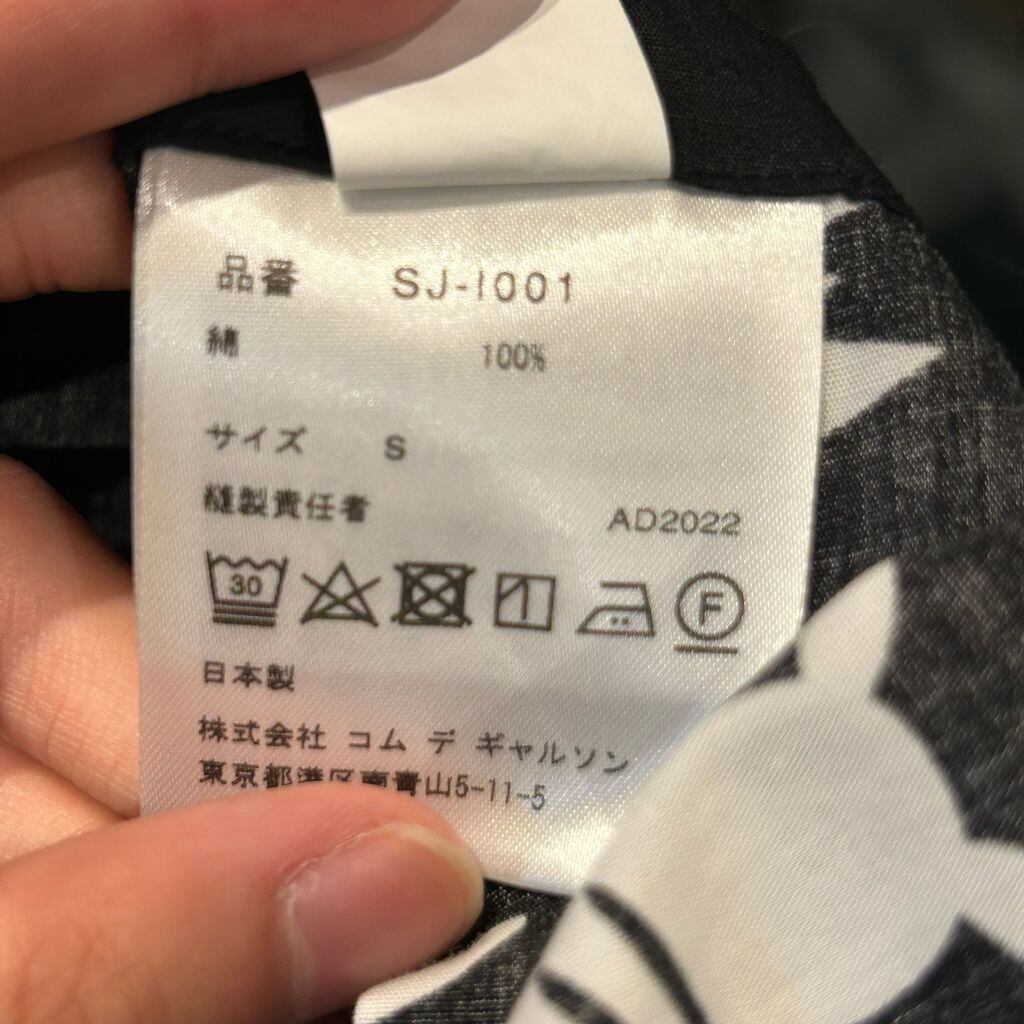 品番 SJ-I001
綿 100%
サイズ S
縫製責任者 AD2022
30
F
日本製
株式会社 コム デ ギャルソン
東京都港区南青山5-11-5